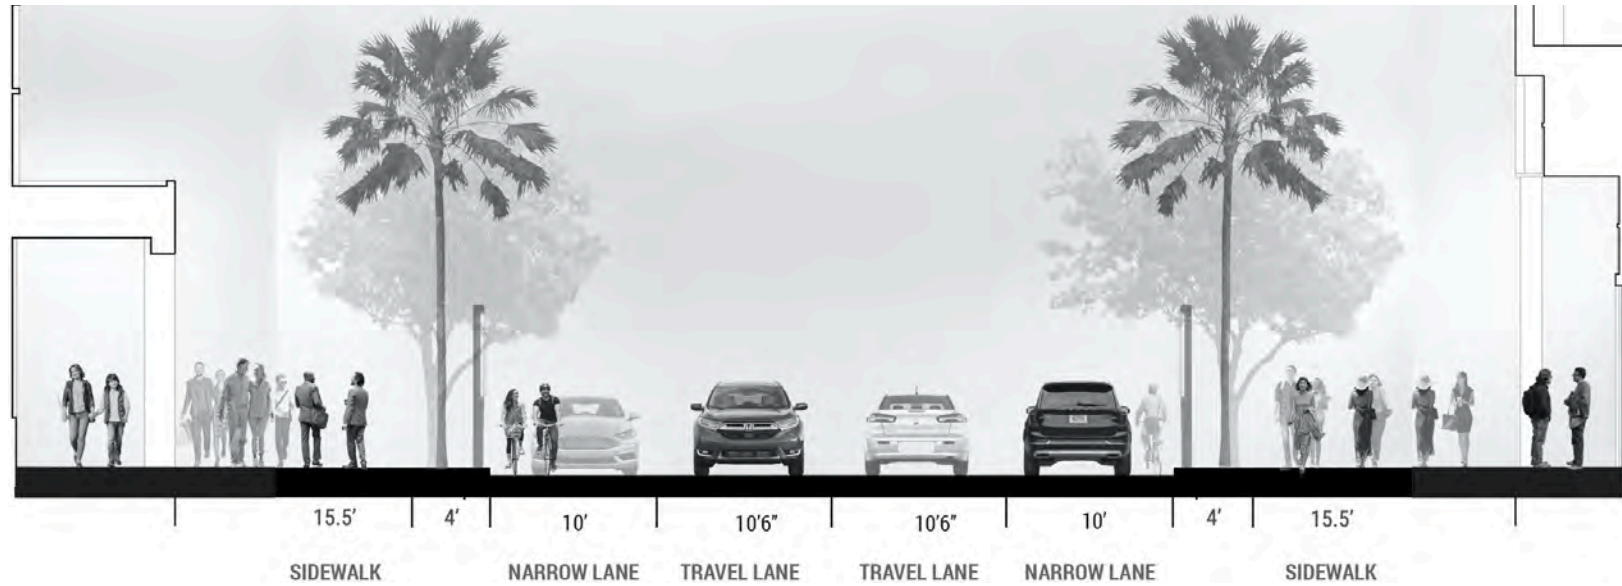 15.5’ 4’ 10’ 10’6” 10’6” 10’ 4’ 15.5’
SIDEWALK NARROW LANE TRAVEL LANE TRAVEL LANE NARROW LANE SIDEWALK